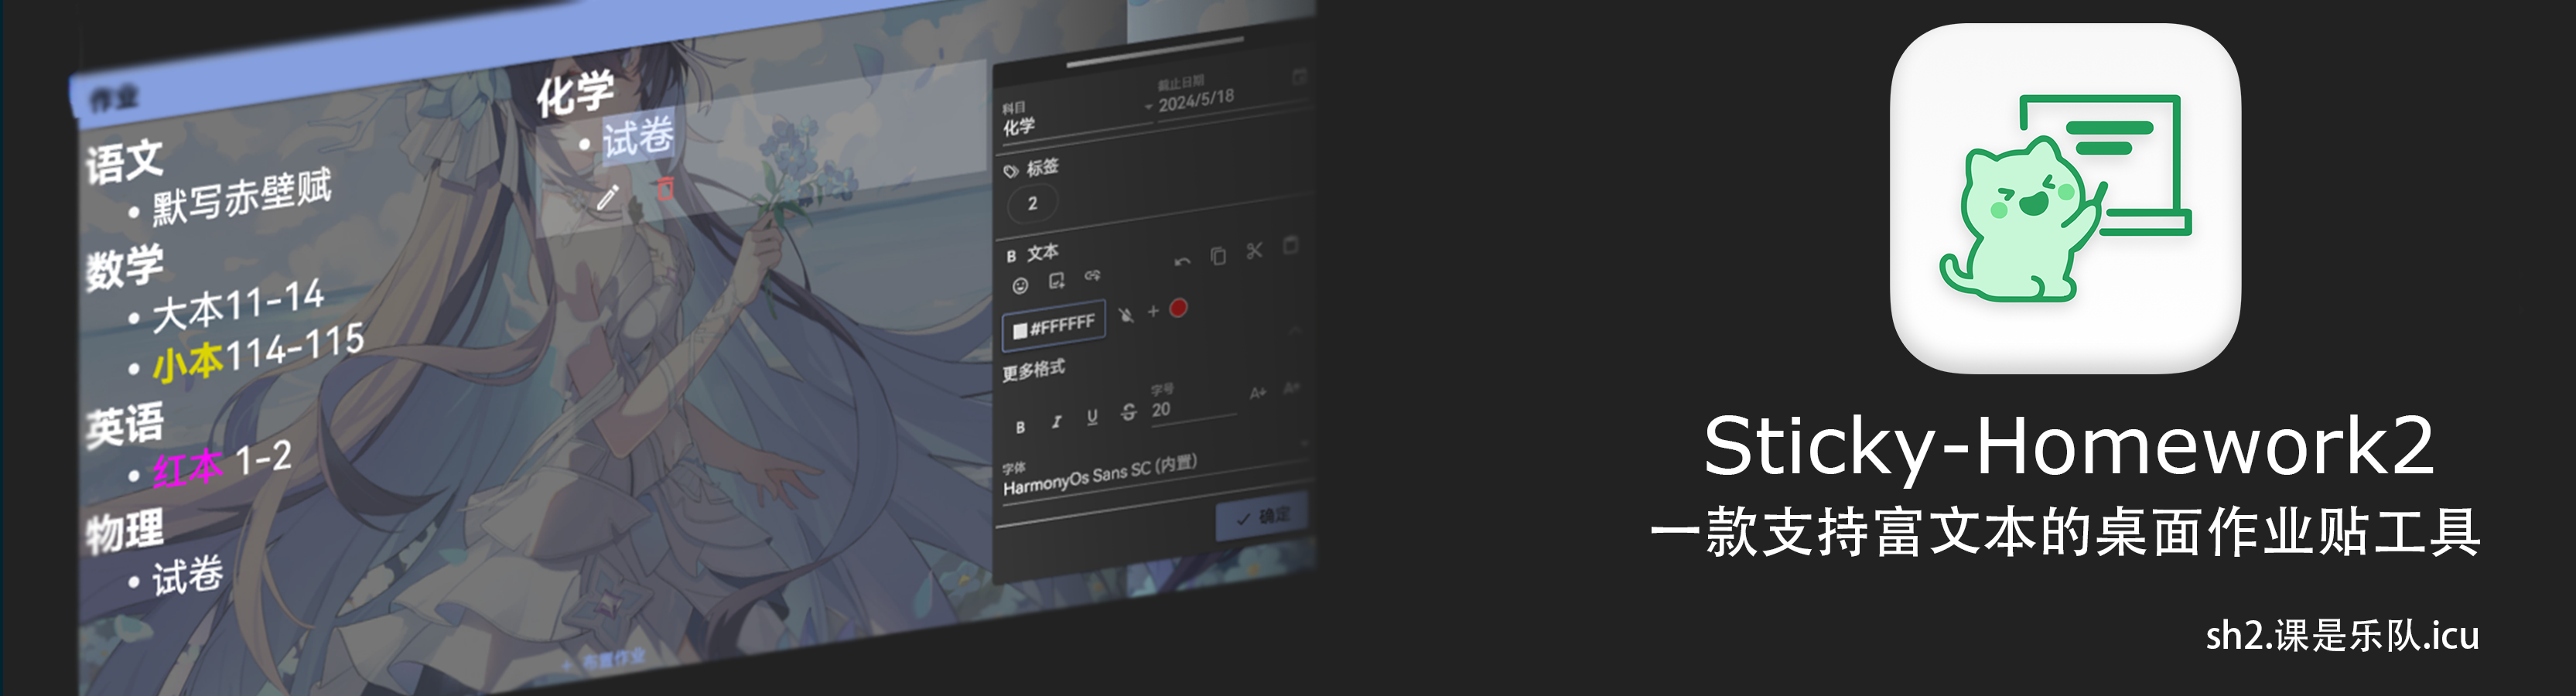 作业
语文
• 默写赤壁赋
数学
• 大本11-14
• 小本114-115
英语
• 红本 1-2
物理
• 试卷
化学
• 试卷
+ 布置作业
科目
化学
截止日期
2024/5/18
标签
2
B 文本
#FFFFFF
更多格式
B I U S
字号
20
A+ A+
字体
HarmonyOs Sans SC (内置)
确定
Sticky-Homework2
一款支持富文本的桌面作业贴工具
sh2.课是乐队.icu